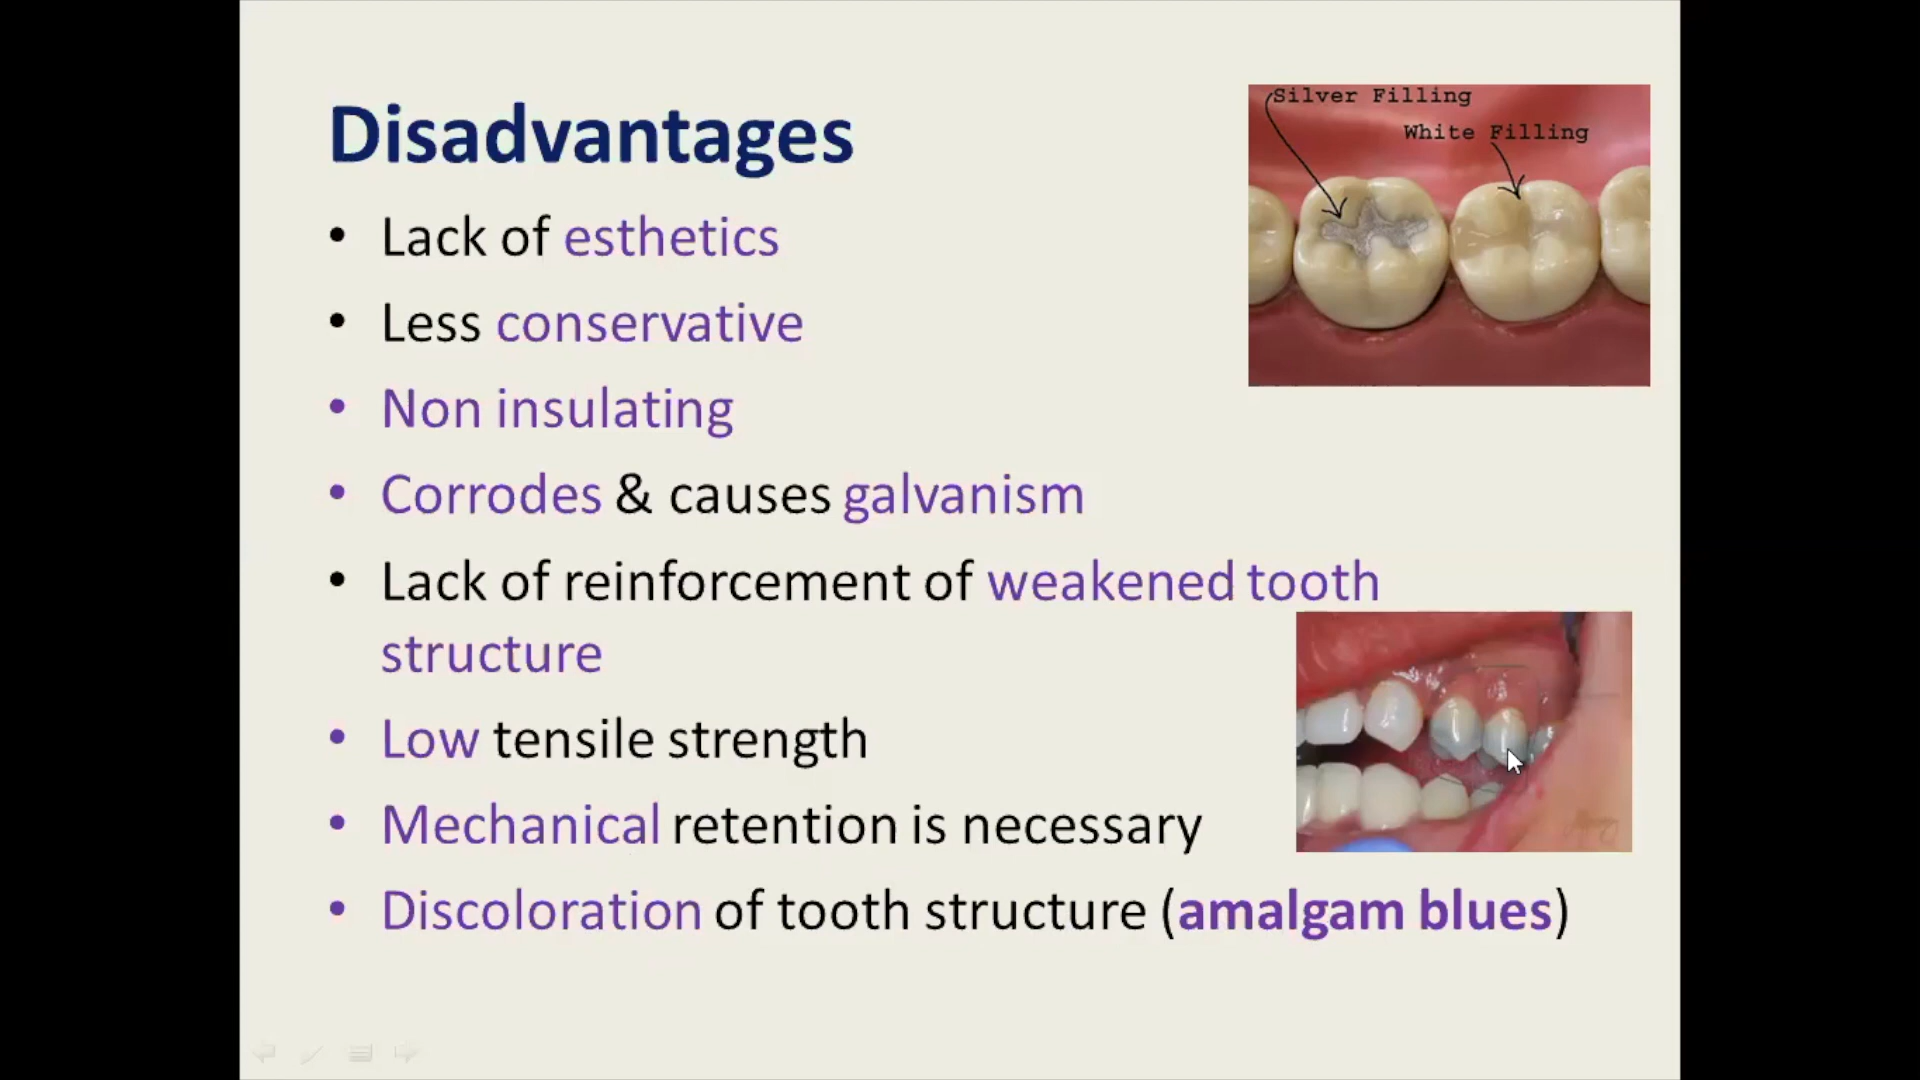 Disadvantages
Silver Filling
White Filling
• Lack of esthetics
• Less conservative
• Non insulating
• Corrodes & causes galvanism
• Lack of reinforcement of weakened tooth
structure
• Low tensile strength
• Mechanical retention is necessary
• Discoloration of tooth structure (amalgam blues)